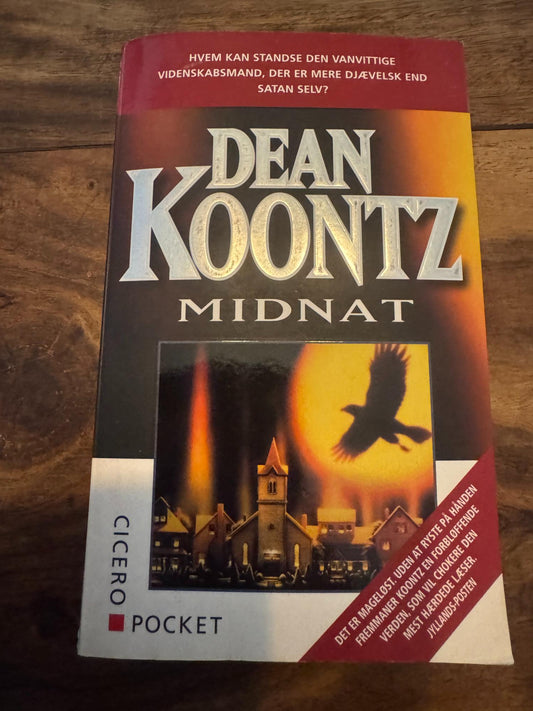 HVEM KAN STANDSE DEN VANVITTIGE
VIDENSKABSMAND, DER ER MERE DJÆVELSK END
SATAN SELV?
DEAN
KOONTZ
MIDNAT
DET ER MAGELØST. UDEN AT RYSTE PÅ HÅNDEN
FREMMANER KOONTZ EN FORBLØFFENDE
VERDEN, SOM VIL CHOKERE DEN
MEST HÆRDEDE LÆSER.
JYLLANDS-POSTEN
CICERO
POCKET